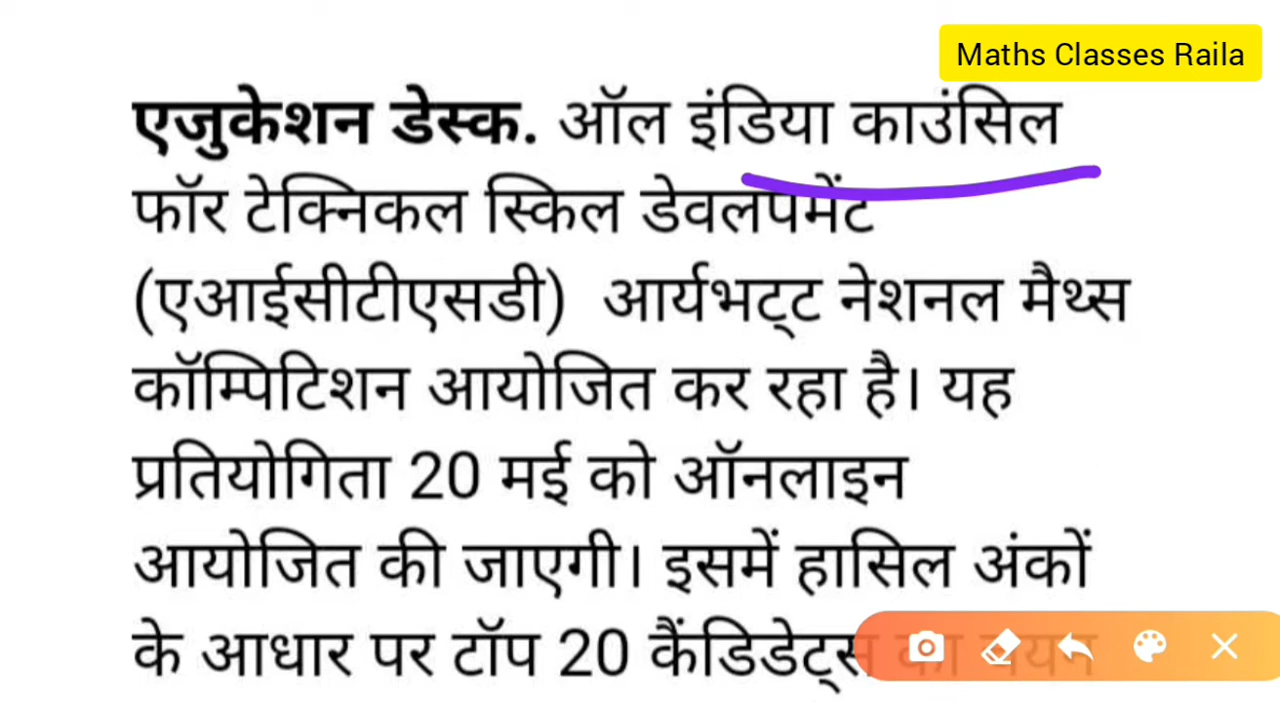 Maths Classes Raila
एजुकेशन डेस्क. ऑल इंडिया काउंसिल
फॉर टेक्निकल स्किल डेवलपमेंट
(एआईसीटीएसडी) आर्यभट्ट नेशनल मैथ्स
कॉम्पिटिशन आयोजित कर रहा है। यह
प्रतियोगिता 20 मई को ऑनलाइन
आयोजित की जाएगी। इसमें हासिल अंकों
के आधार पर टॉप 20 कैंडिडेट्स का चयन